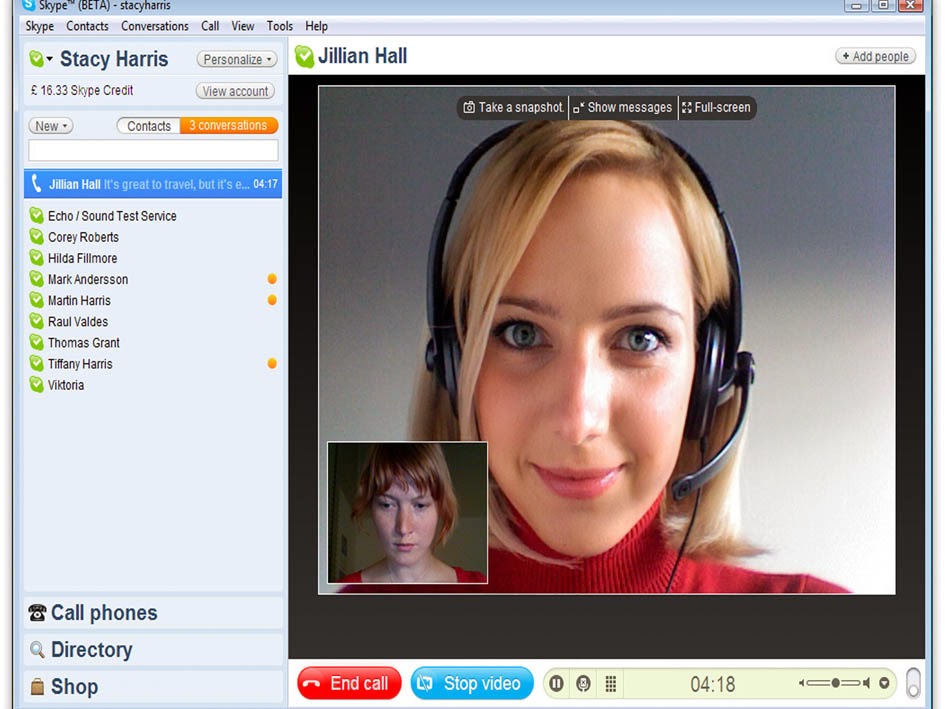 Skype™ (BETA) - stacyharris
Skype Contacts Conversations Call View Tools Help
Stacy Harris
Personalize
£ 16.33 Skype Credit
View account
New
Contacts
3 conversations
Jillian Hall It's great to travel, but it's e... 04:17
Echo / Sound Test Service
Corey Roberts
Hilda Fillmore
Mark Andersson
Martin Harris
Raul Valdes
Thomas Grant
Tiffany Harris
Viktoria
Call phones
Directory
Shop
Jillian Hall
+ Add people
Take a snapshot.
Show messages
Full-screen
End call
Stop video
04:18